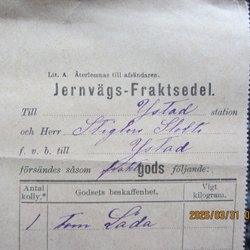 Lit. A. Återlemnas till afsändaren.
Jernvägs-Fraktsedel.
Till Ystad station
och Herr
f. v. b. till Ystad
försändes såsom gods följande:
Antal kolly.*) Godsets beskaffenhet. Vigt kilogram.
1 tom Låda
2023/03/31